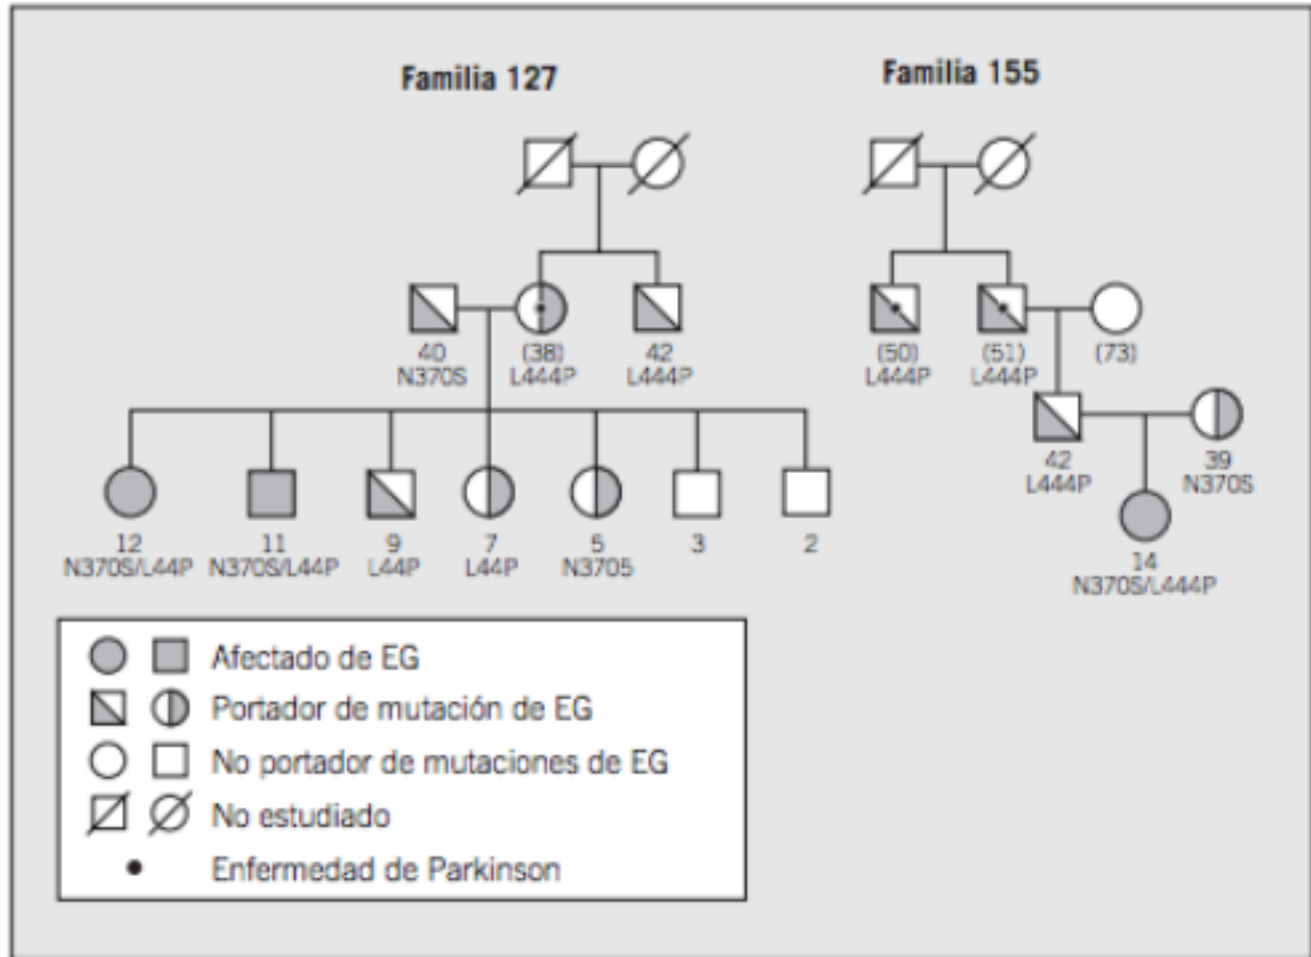 Familia 127
Familia 155
40
N370S
(38)
L444P
42
L444P
(50)
L444P
(51)
L444P
(73)
42
L444P
39
N370S
12
N370S/L44P
11
N370S/L44P
9
L44P
7
L44P
5
N3705
3
2
14
N370S/L444P
Afectado de EG
Portador de mutación de EG
No portador de mutaciones de EG
No estudiado
Enfermedad de Parkinson